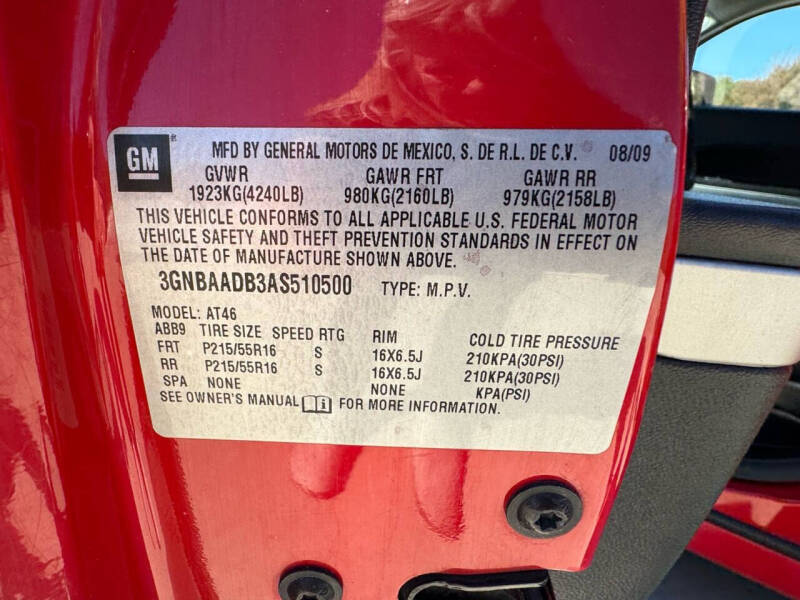 GM MFD BY GENERAL MOTORS DE MEXICO, S. DE R.L. DE C.V. 08/09
GVWR GAWR FRT GAWR RR
1923KG(4240LB) 980KG(2160LB) 979KG(2158LB)
THIS VEHICLE CONFORMS TO ALL APPLICABLE U.S. FEDERAL MOTOR
VEHICLE SAFETY AND THEFT PREVENTION STANDARDS IN EFFECT ON
THE DATE OF MANUFACTURE SHOWN ABOVE.
3GNBAADB3AS510500 TYPE: M.P.V.
MODEL: AT46
ABB9 TIRE SIZE SPEED RTG RIM COLD TIRE PRESSURE
FRT P215/55R16 S 16X6.5J 210KPA(30PSI)
RR P215/55R16 S 16X6.5J 210KPA(30PSI)
SPA NONE NONE KPA(PSI)
SEE OWNER'S MANUAL FOR MORE INFORMATION.